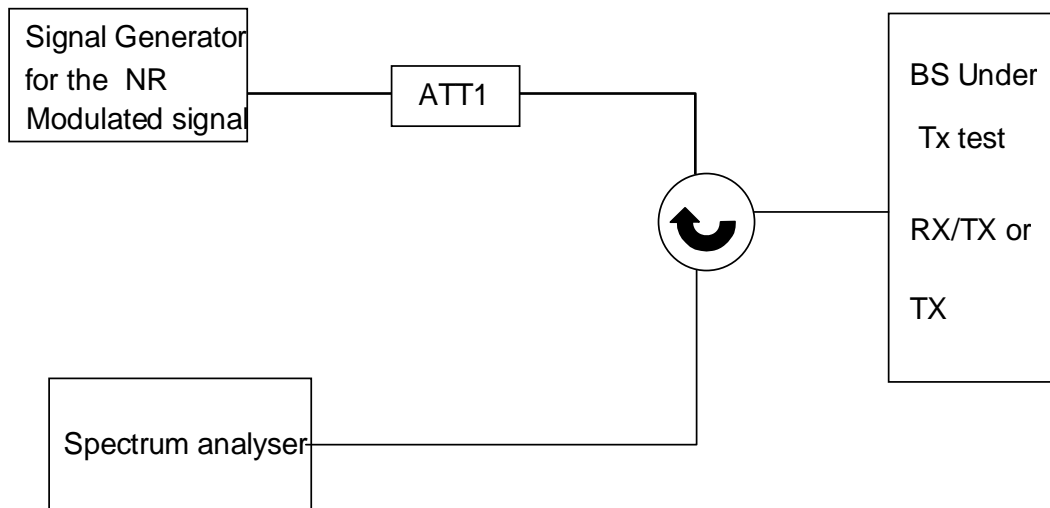 Signal Generator
for the NR
Modulated signal
ATT1
BS Under
Tx test
RX/TX or
TX
Spectrum analyser